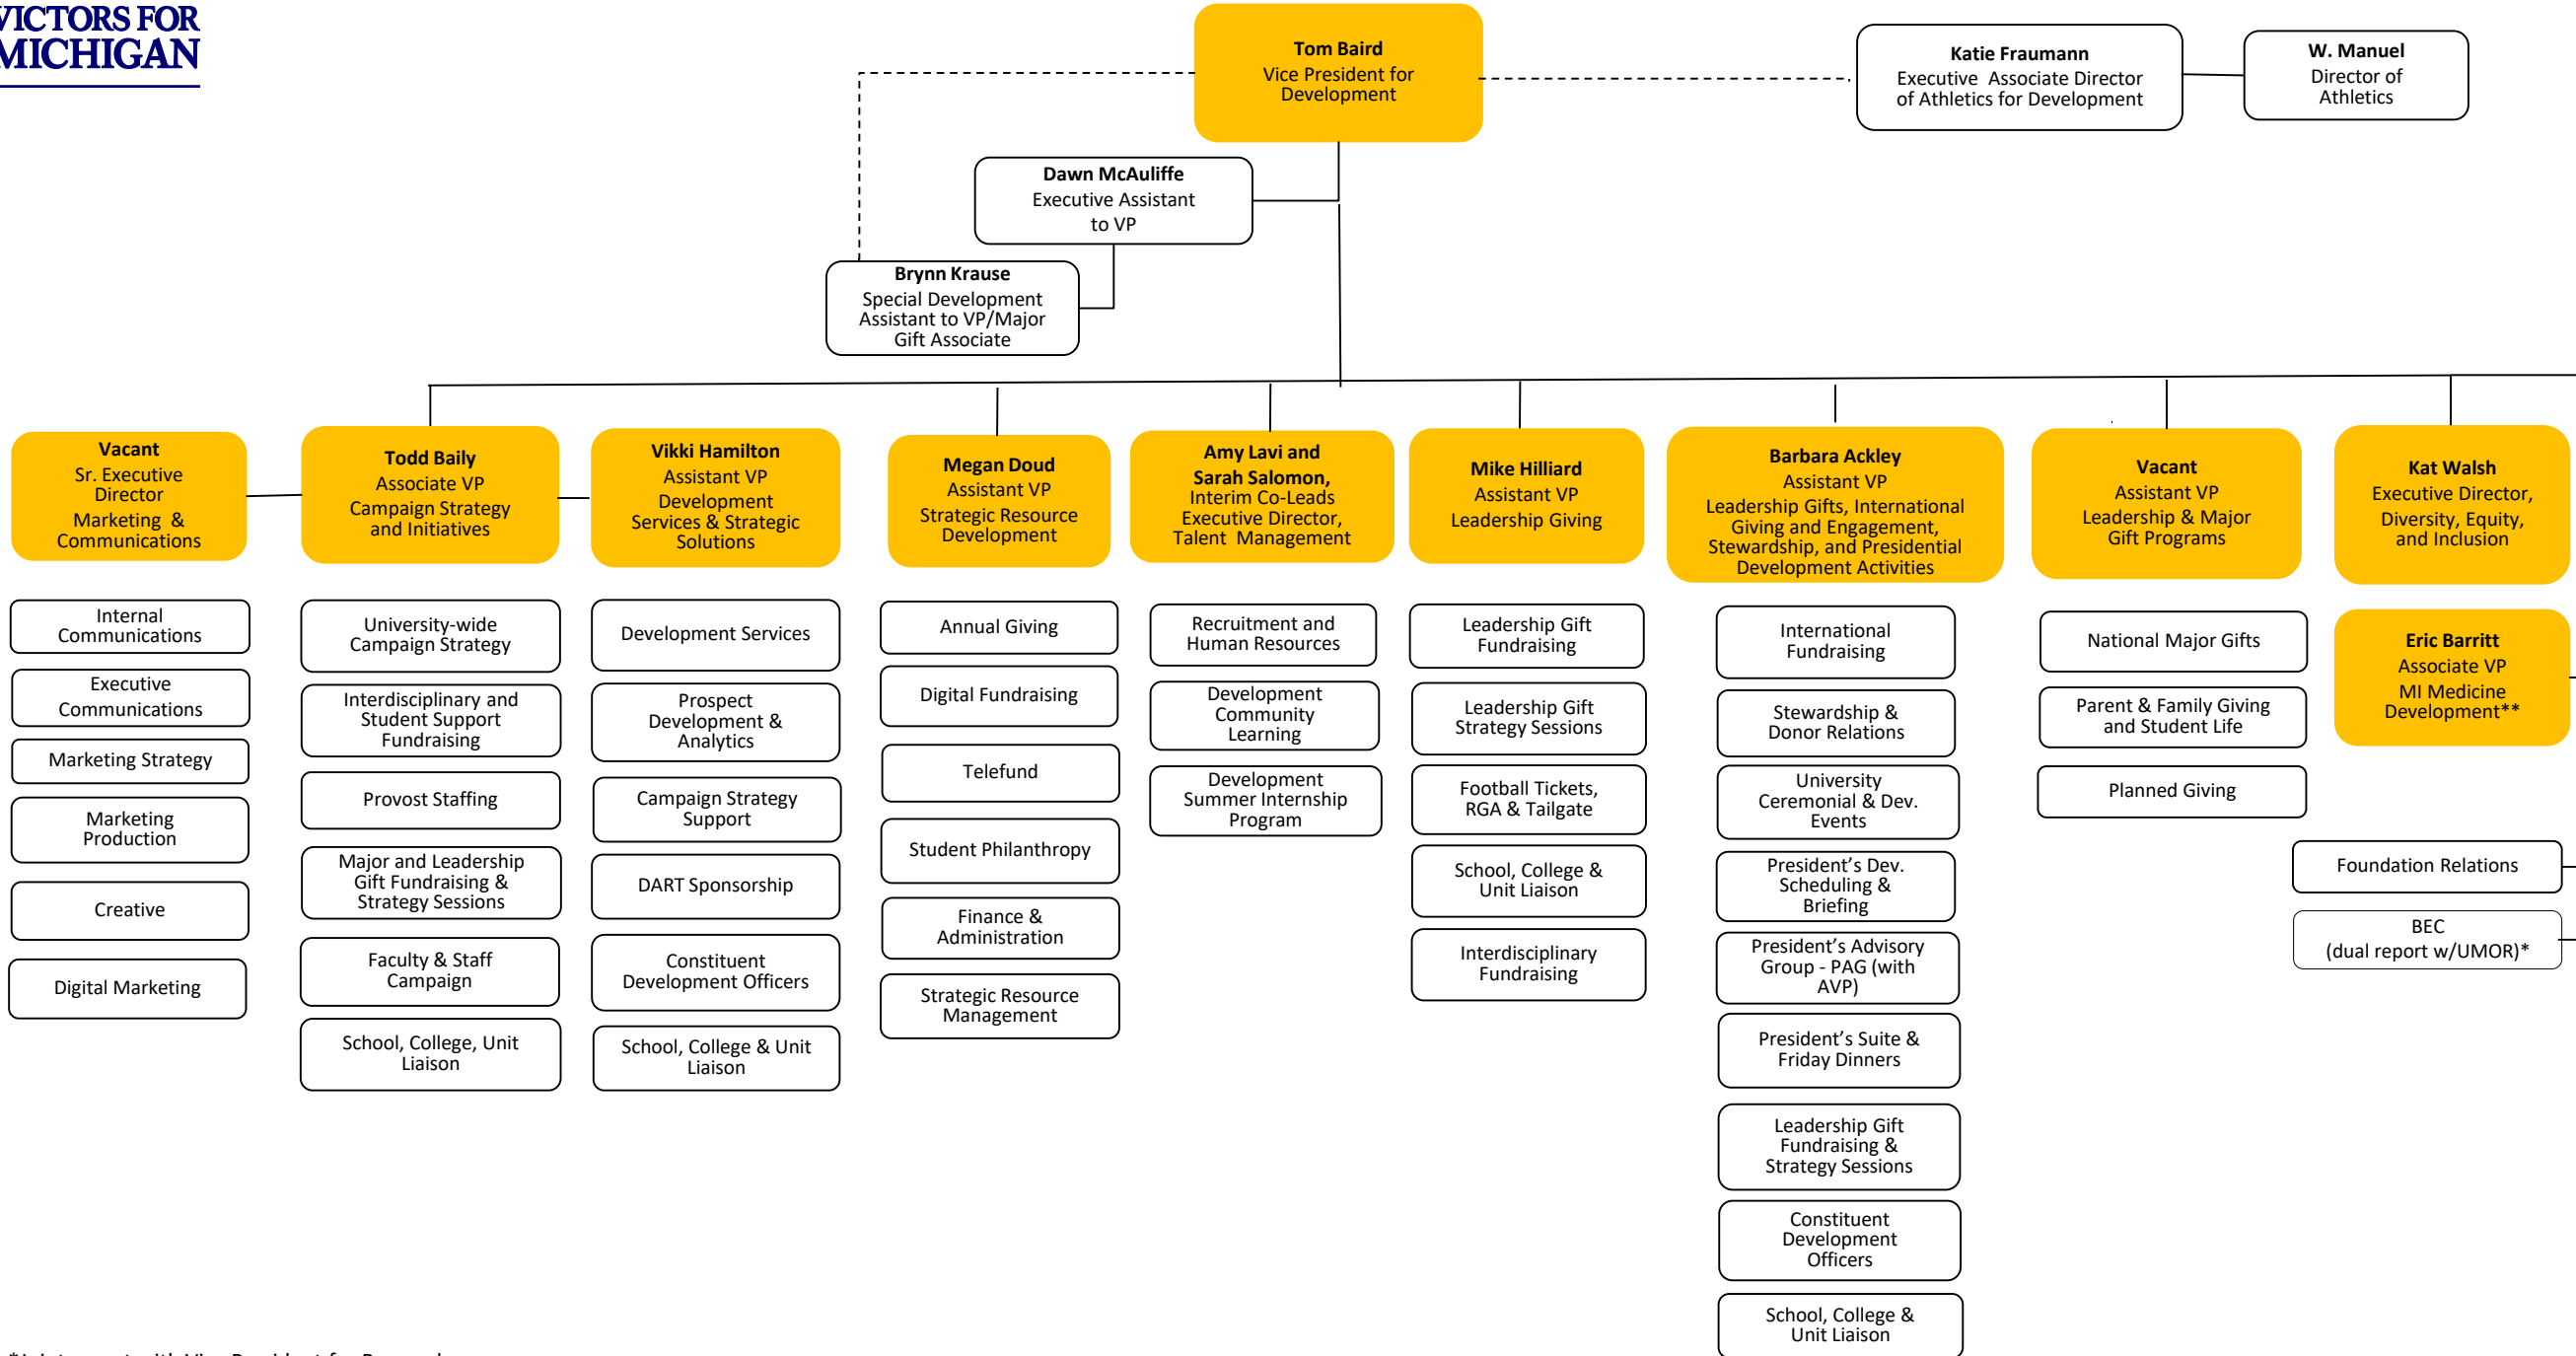 VICTORS FOR
MICHIGAN
Tom Baird
Vice President for
Development
Katie Fraumann
Executive Associate Director
of Athletics for Development
W. Manuel
Director of
Athletics
Dawn McAuliffe
Executive Assistant
to VP
Brynn Krause
Special Development
Assistant to VP/Major
Gift Associate
Vacant
Sr. Executive
Director
Marketing &
Communications
Internal
Communications
Executive
Communications
Marketing Strategy
Marketing
Production
Creative
Digital Marketing
Todd Baily
Associate VP
Campaign Strategy
and Initiatives
University-wide
Campaign Strategy
Interdisciplinary and
Student Support
Fundraising
Provost Staffing
Major and Leadership
Gift Fundraising &
Strategy Sessions
Faculty & Staff
Campaign
School, College, Unit
Liaison
Vikki Hamilton
Assistant VP
Development
Services & Strategic
Solutions
Development Services
Prospect
Development &
Analytics
Campaign Strategy
Support
DART Sponsorship
Constituent
Development Officers
School, College & Unit
Liaison
Megan Doud
Assistant VP
Strategic Resource
Development
Annual Giving
Digital Fundraising
Telefund
Student Philanthropy
Finance &
Administration
Strategic Resource
Management
Amy Lavi and
Sarah Salomon,
Interim Co-Leads
Executive Director,
Talent Management
Recruitment and
Human Resources
Development
Community
Learning
Development
Summer Internship
Program
Mike Hilliard
Assistant VP
Leadership Giving
Leadership Gift
Fundraising
Leadership Gift
Strategy Sessions
Football Tickets,
RGA & Tailgate
School, College &
Unit Liaison
Interdisciplinary
Fundraising
Barbara Ackley
Assistant VP
Leadership Gifts, International
Giving and Engagement,
Stewardship, and Presidential
Development Activities
International
Fundraising
Stewardship &
Donor Relations
University
Ceremonial & Dev.
Events
President's Dev.
Scheduling &
Briefing
President's Advisory
Group - PAG (with
AVP)
President's Suite &
Friday Dinners
Leadership Gift
Fundraising &
Strategy Sessions
Constituent
Development
Officers
School, College &
Unit Liaison
Vacant
Assistant VP
Leadership & Major
Gift Programs
National Major Gifts
Parent & Family Giving
and Student Life
Planned Giving
Kat Walsh
Executive Director,
Diversity, Equity,
and Inclusion
Eric Barritt
Associate VP
MI Medicine
Development**
Foundation Relations
BEC
(dual report w/UMOR)*